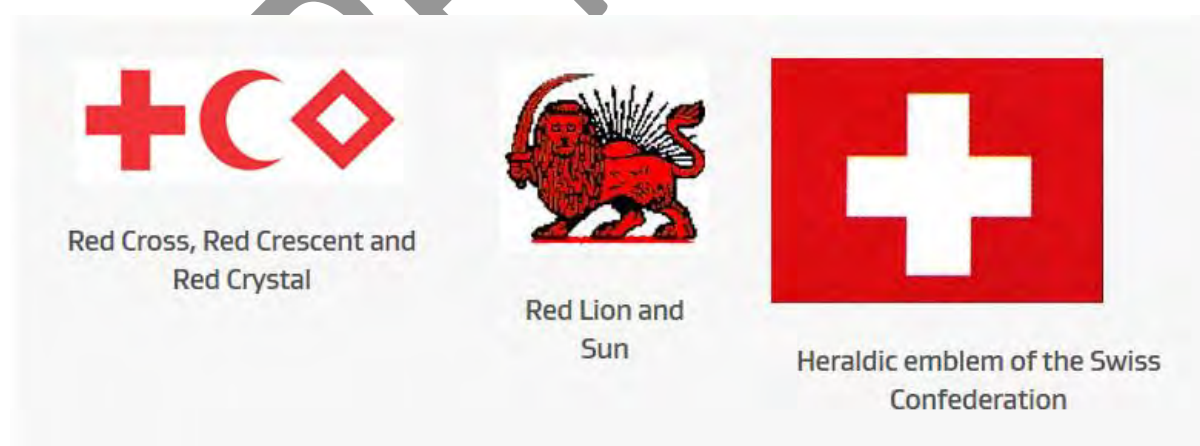 Red Cross, Red Crescent and
Red Crystal
Red Lion and
Sun
Heraldic emblem of the Swiss
Confederation